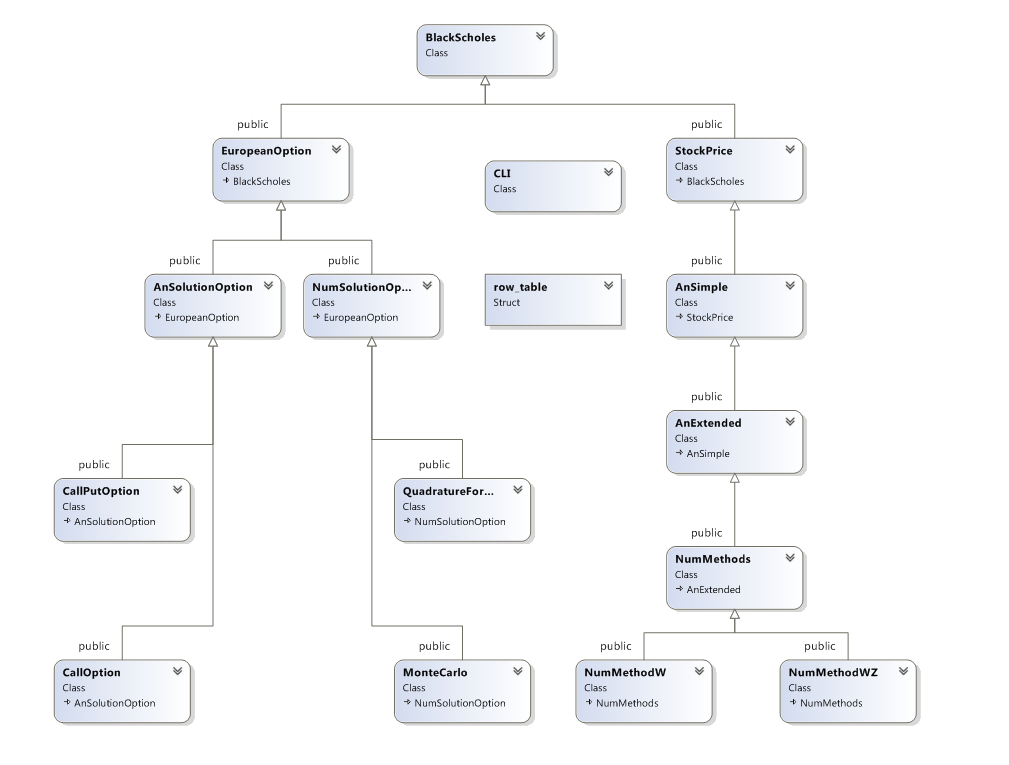 BlackScholes
Class
public
public
EuropeanOption
Class
BlackScholes
CLI
Class
StockPrice
Class
BlackScholes
public
public
public
AnSolutionOption
Class
EuropeanOption
NumSolutionOp...
Class
EuropeanOption
row_table
Struct
AnSimple
Class
StockPrice
public
AnExtended
Class
AnSimple
public
public
CallPutOption
Class
AnSolutionOption
QuadratureFor...
Class
NumSolutionOption
public
NumMethods
Class
AnExtended
public
public
public
public
CallOption
Class
AnSolutionOption
MonteCarlo
Class
NumSolutionOption
NumMethodW
Class
NumMethods
NumMethodWZ
Class
NumMethods